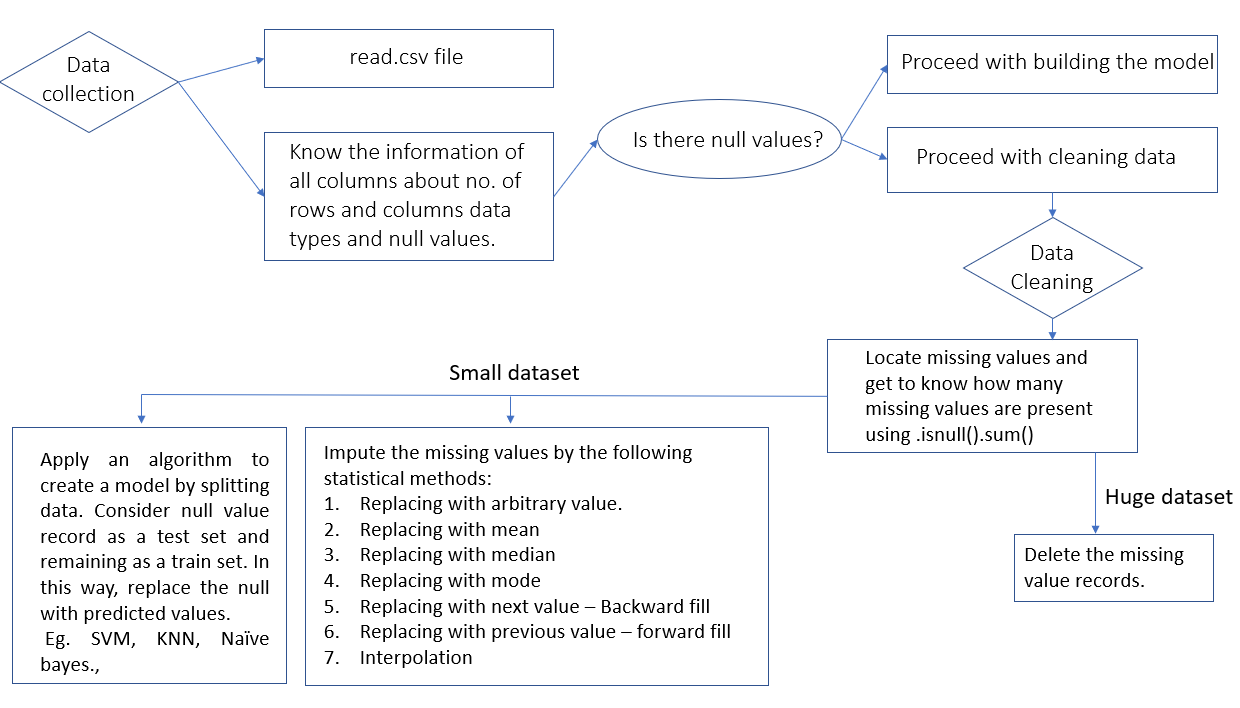 Data
collection
read.csv file
Know the information of
all columns about no. of
rows and columns data
types and null values.
Is there null values?
Proceed with building the model
Proceed with cleaning data
Data
Cleaning
Locate missing values and
get to know how many
missing values are present
using .isnull().sum()
Small dataset
Huge dataset
Delete the missing
value records.
Apply an algorithm to
create a model by splitting
data. Consider null value
record as a test set and
remaining as a train set. In
this way, replace the null
with predicted values.
Eg. SVM, KNN, Naïve
bayes.,
Impute the missing values by the following
statistical methods:
1. Replacing with arbitrary value.
2. Replacing with mean
3. Replacing with median
4. Replacing with mode
5. Replacing with next value – Backward fill
6. Replacing with previous value – forward fill
7. Interpolation